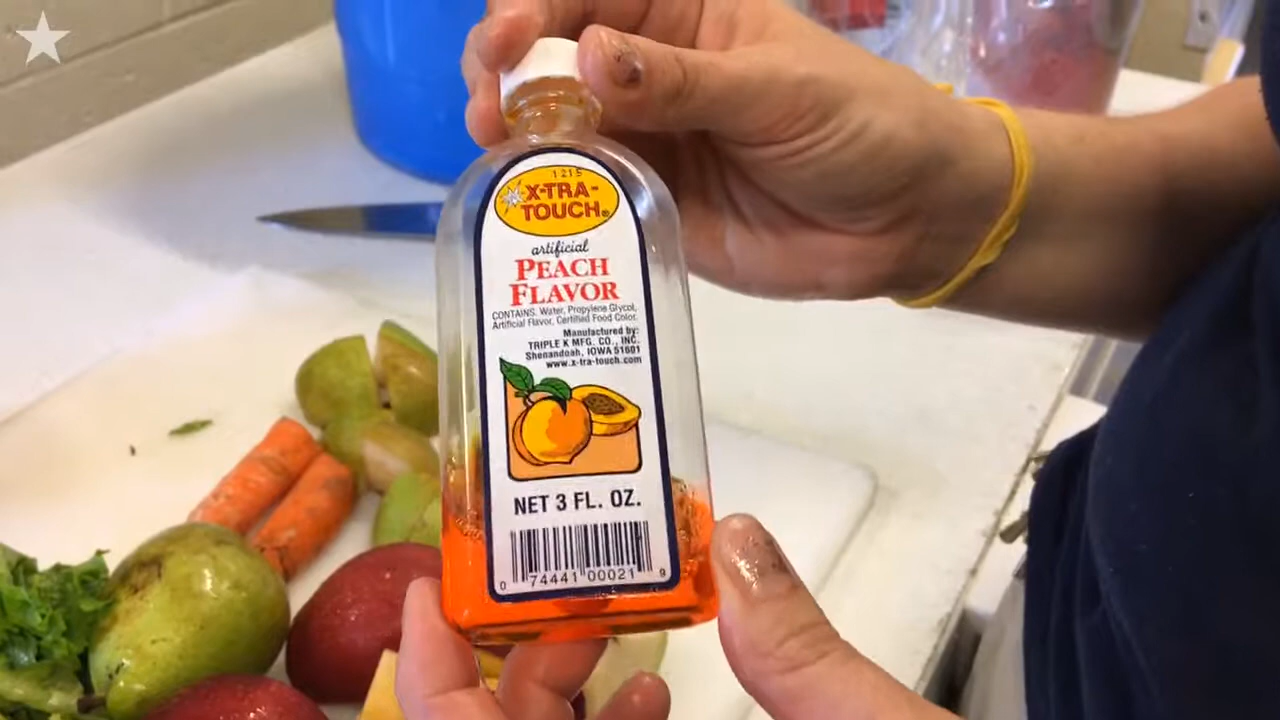 1215
X-TRA-
TOUCH®
artificial
PEACH
FLAVOR
CONTAINS. Water, Propylene Glycol,
Artificial Flavor, Certified Food Color.
Manufactured by:
TRIPLE K MFG. CO., INC.
Shenandoah, IOWA 51601
www.x-tra-touch.com
NET 3 FL. OZ.
0 74441 00021 9